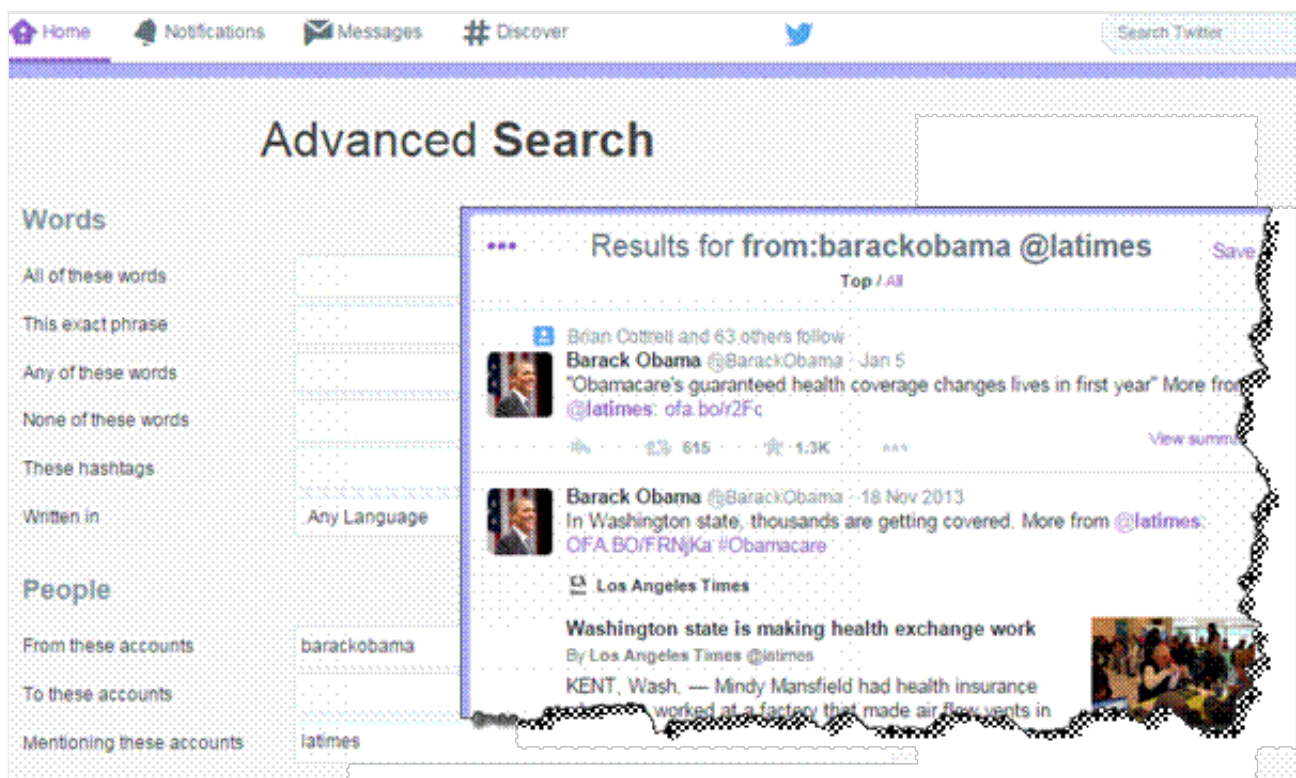 Home Notifications Messages # Discover Search Twitter
Advanced Search
Words
All of these words
This exact phrase
Any of these words
None of these words
These hashtags
Written in Any Language
People
From these accounts barackobama
To these accounts
Mentioning these accounts latimes
Results for from:barackobama @latimes Save
Top / All
Brian Cottrell and 63 others follow
Barack Obama @BarackObama · Jan 5
"Obamacare's guaranteed health coverage changes lives in first year" More from
@latimes: ofa.bo/r2Fc
615 1.3K
View summa
Barack Obama @BarackObama · 18 Nov 2013
In Washington state, thousands are getting covered. More from @latimes:
OFA.BO/FRNjKa #Obamacare
Los Angeles Times
Washington state is making health exchange work
By Los Angeles Times @latimes
KENT, Wash. — Mindy Mansfield had health insurance
worked at a factory that made air flow vents in